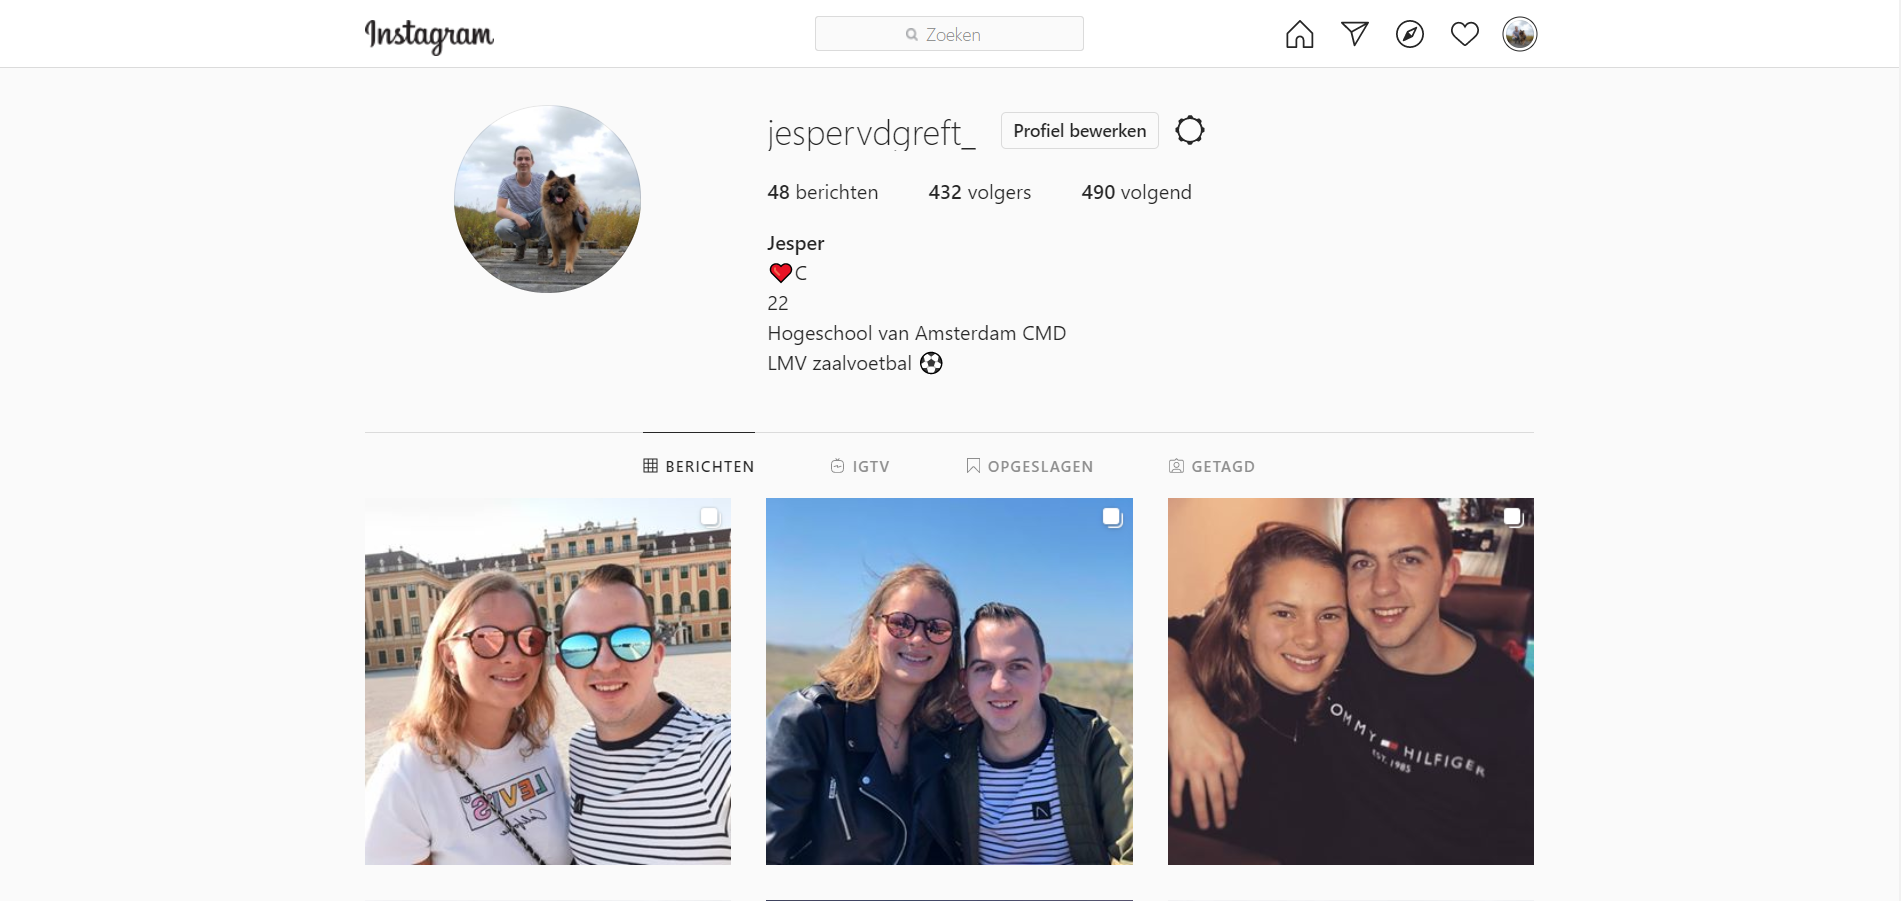 Instagram
Zoeken
jespervdgreft_
Profiel bewerken
48 berichten 432 volgers 490 volgend
Jesper
❤️C
22
Hogeschool van Amsterdam CMD
LMV zaalvoetbal ⚽
BERICHTEN IGTV OPGESLAGEN GETAGD
LEVI'S
TOMMY HILFIGER
EST. 1985